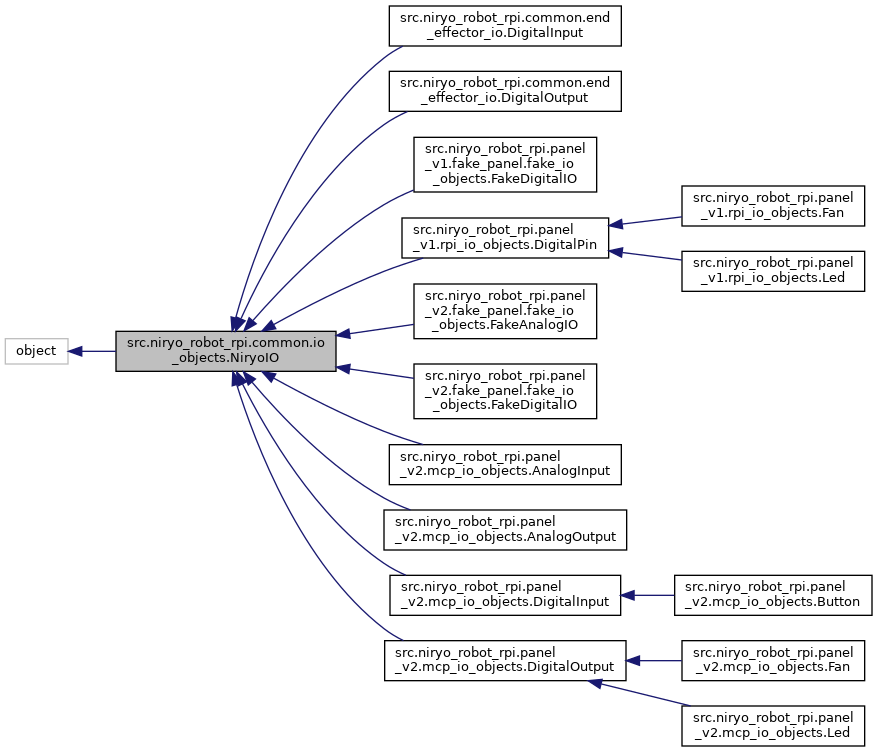 object
src.niryo_robot_rpi.common.io
_objects.NiryoIO
src.niryo_robot_rpi.common.end
_effector_io.DigitalInput
src.niryo_robot_rpi.common.end
_effector_io.DigitalOutput
src.niryo_robot_rpi.panel
_v1.fake_panel.fake_io
_objects.FakeDigitalIO
src.niryo_robot_rpi.panel
_v1.rpi_io_objects.DigitalPin
src.niryo_robot_rpi.panel
_v1.rpi_io_objects.Fan
src.niryo_robot_rpi.panel
_v1.rpi_io_objects.Led
src.niryo_robot_rpi.panel
_v2.fake_panel.fake_io
_objects.FakeAnalogIO
src.niryo_robot_rpi.panel
_v2.fake_panel.fake_io
_objects.FakeDigitalIO
src.niryo_robot_rpi.panel
_v2.mcp_io_objects.AnalogInput
src.niryo_robot_rpi.panel
_v2.mcp_io_objects.AnalogOutput
src.niryo_robot_rpi.panel
_v2.mcp_io_objects.DigitalInput
src.niryo_robot_rpi.panel
_v2.mcp_io_objects.Button
src.niryo_robot_rpi.panel
_v2.mcp_io_objects.DigitalOutput
src.niryo_robot_rpi.panel
_v2.mcp_io_objects.Fan
src.niryo_robot_rpi.panel
_v2.mcp_io_objects.Led